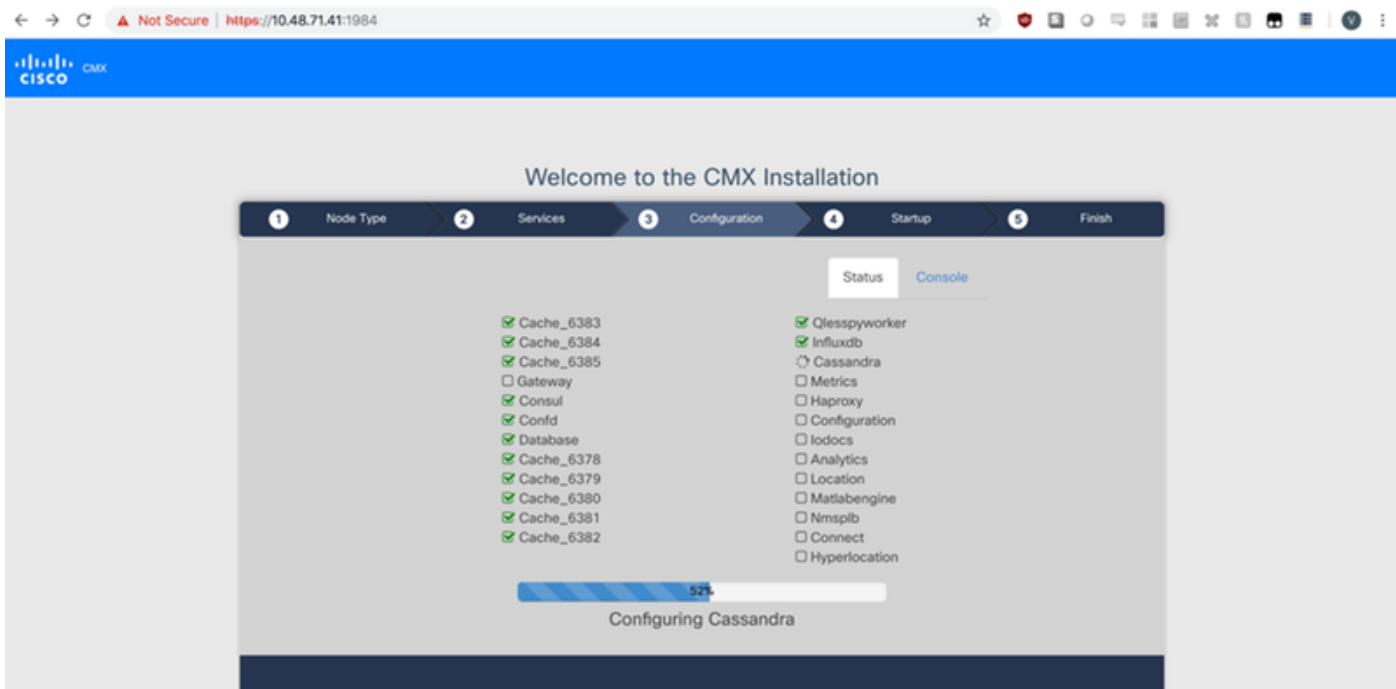 Not Secure | https://10.48.71.41:1984
V
CISCO CMX
Welcome to the CMX Installation
1 Node Type 2 Services 3 Configuration 4 Startup 5 Finish
Status Console
Cache_6383
Cache_6384
Cache_6385
Gateway
Consul
Confd
Database
Cache_6378
Cache_6379
Cache_6380
Cache_6381
Cache_6382
Qlesspyworker
Influxdb
Cassandra
Metrics
Haproxy
Configuration
Iodocs
Analytics
Location
Matlabengine
Nmsplb
Connect
Hyperlocation
52%
Configuring Cassandra